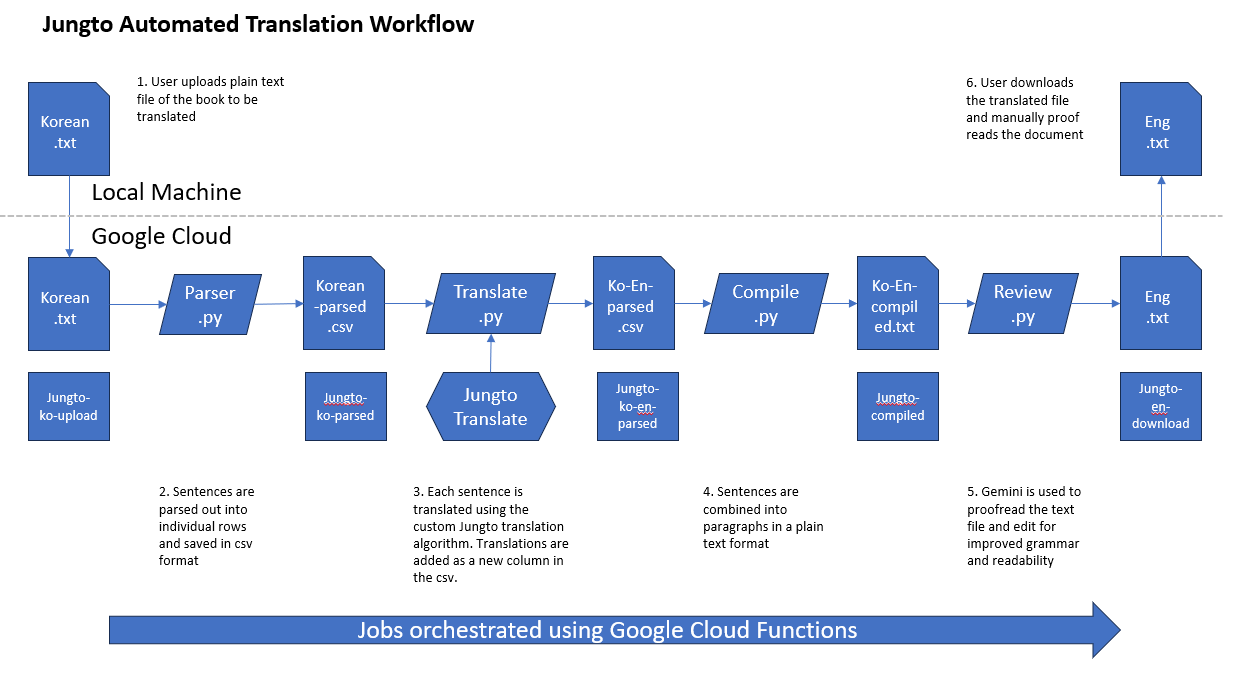 Jungto Automated Translation Workflow
1. User uploads plain text
file of the book to be
translated
6. User downloads
the translated file
and manually proof
reads the document
Korean
.txt
Eng
.txt
Local Machine
Google Cloud
Korean
.txt
Parser
.py
Korean
-parsed
.csv
Translate
.py
Ko-En-
parsed
.csv
Compile
.py
Ko-En-
compil
ed.txt
Review
.py
Eng
.txt
Jungto-
ko-upload
Jungto-
ko-parsed
Jungto
Translate
Jungto-
ko-en-
parsed
Jungto-
compiled
Jungto-
en-
download
2. Sentences are
parsed out into
individual rows
and saved in csv
format
3. Each sentence is
translated using the
custom Jungto translation
algorithm. Translations are
added as a new column in
the csv.
4. Sentences are
combined into
paragraphs in a plain
text format
5. Gemini is used to
proofread the text
file and edit for
improved grammar
and readability
Jobs orchestrated using Google Cloud Functions